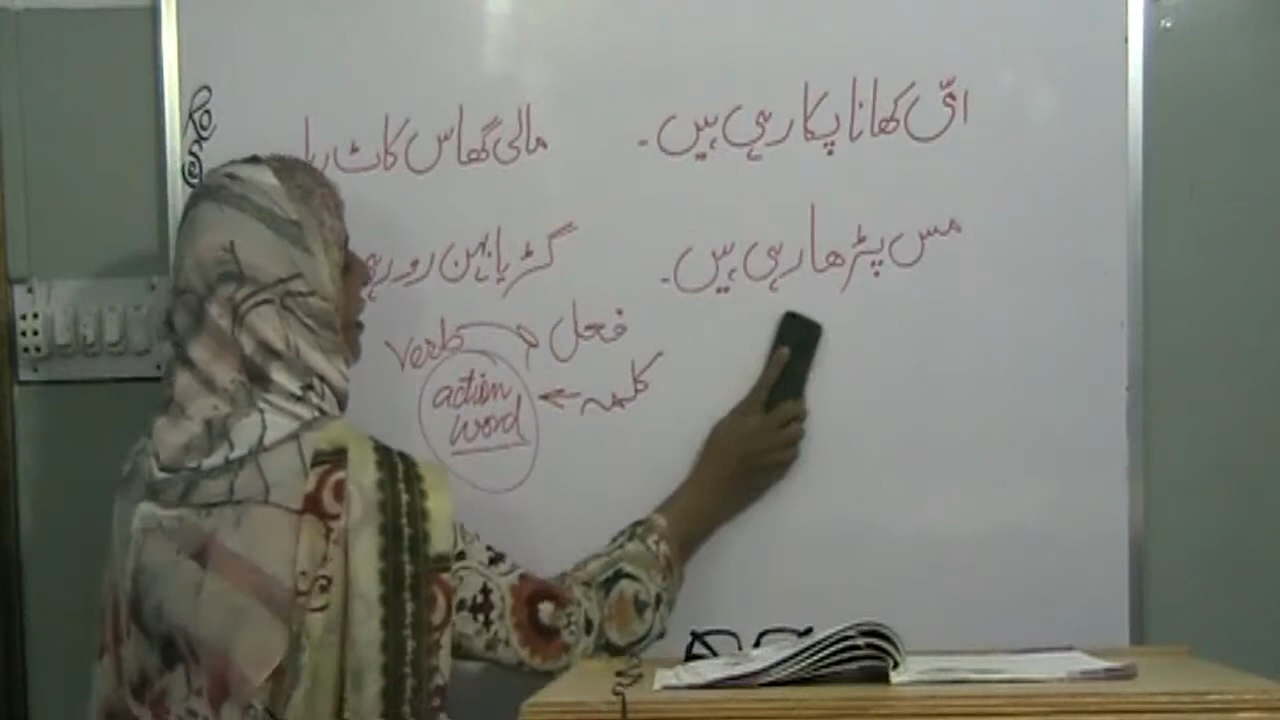 امّی کھانا پکا رہی ہیں۔
مالی گھاس کاٹ رہا
مس پڑھا رہی ہیں۔
گڑیا بہن رو رہی
فعل verb
کلمہ action
word